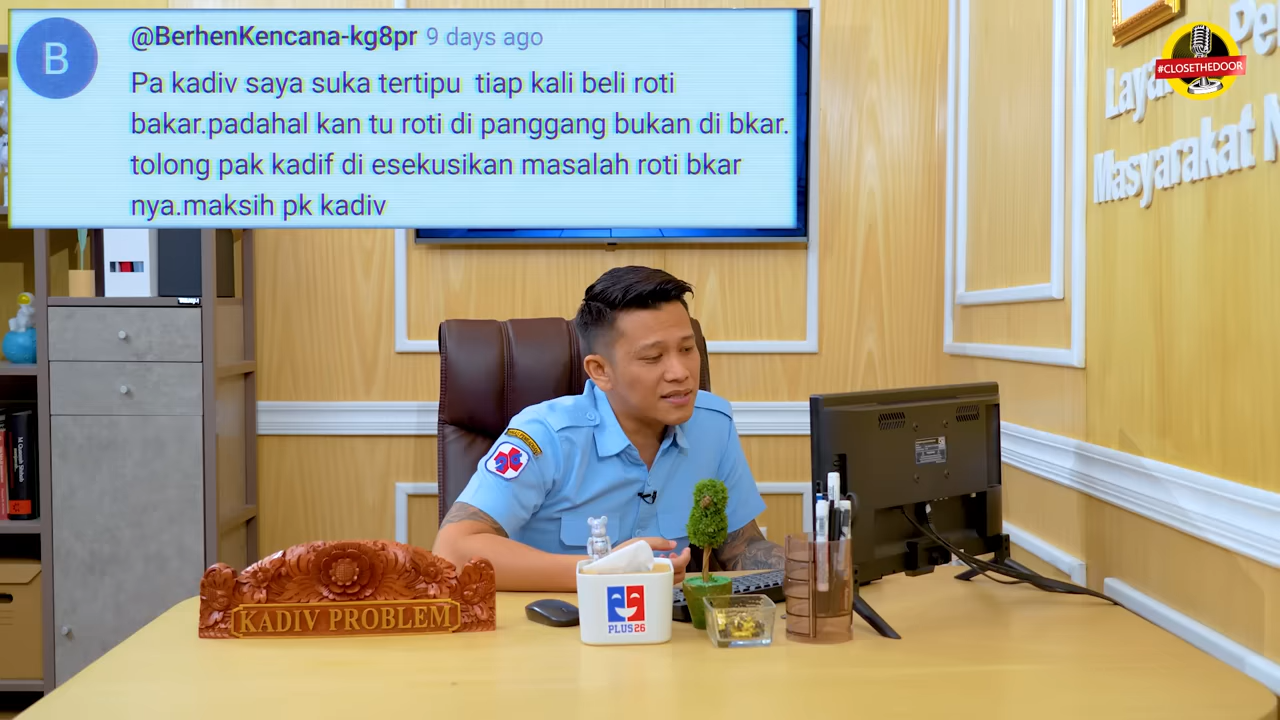 B
@BerhenKencana-kg8pr 9 days ago
Pa kadiv saya suka tertipu tiap kali beli roti
bakar.padahal kan tu roti di panggang bukan di bkar.
tolong pak kadif di esekusikan masalah roti bkar
nya.maksih pk kadiv
#CLOSETHEDOOR
Masyarakat
KADIV PROBLEM
PLUS26